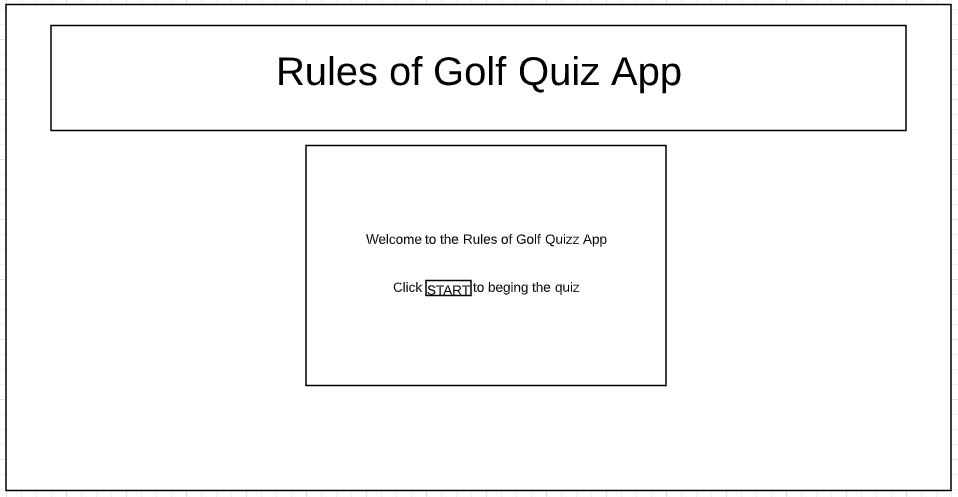 Rules of Golf Quiz App
Welcome to the Rules of Golf Quizz App
Click START to beging the quiz